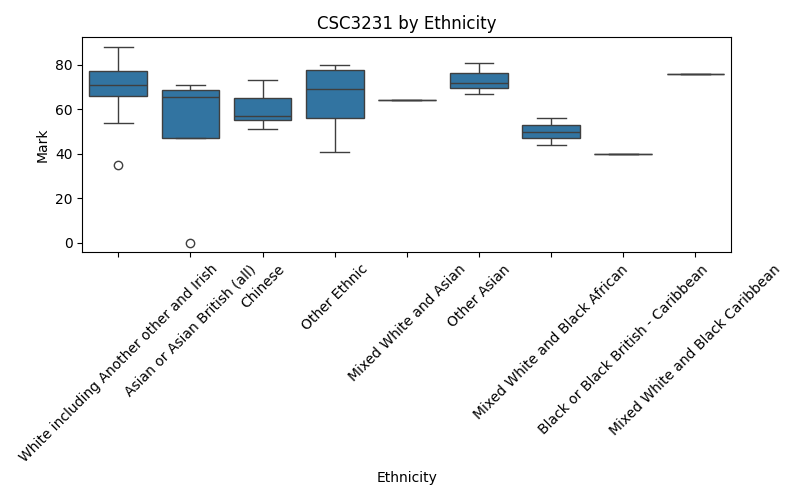 CSC3231 by Ethnicity
Mark
80
60
40
20
0
White including Another other and Irish
Asian or Asian British (all)
Chinese
Other Ethnic
Mixed White and Asian
Other Asian
Mixed White and Black African
Black or Black British - Caribbean
Mixed White and Black Caribbean
Ethnicity